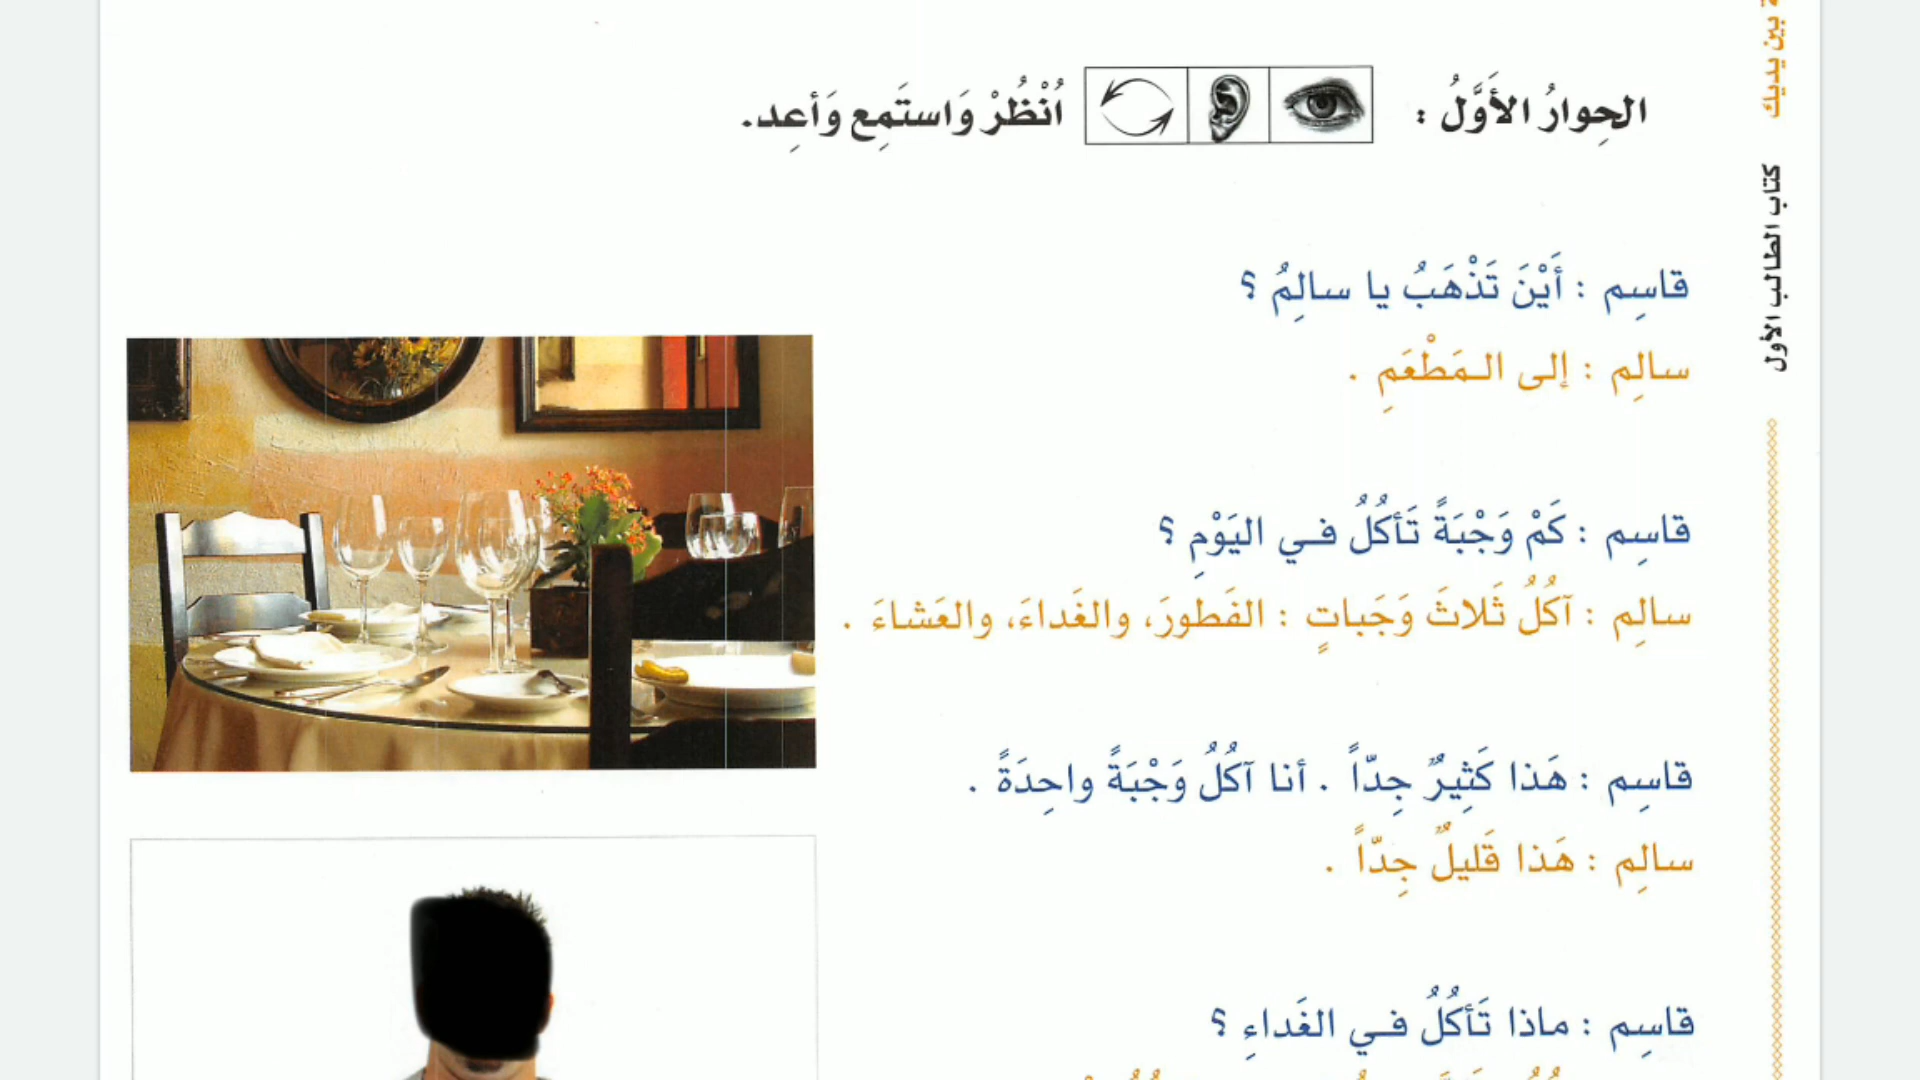 الحِوارُ الأَوَّلُ : اُنْظُرْ وَاستَمِع وَأعِد.
قاسِم : أَيْنَ تَذْهَبُ يا سالِمُ ؟
سالِم : إلى الـمَطْعَمِ .
قاسِم : كَمْ وَجْبَةً تَأكُلُ فـي اليَوْمِ ؟
سالِم : آكُلُ ثَلاثَ وَجَباتٍ : الفَطورَ، والغَداءَ، والعَشاءَ .
قاسِم : هَذا كَثِيرٌ جِدّاً . أنا آكُلُ وَجْبَةً واحِدَةً .
سالِم : هَذا قَليلٌ جِدّاً .
قاسِم : ماذا تَأكُلُ فـي الغَداءِ ؟
بين يديك
كتاب الطالب الأول